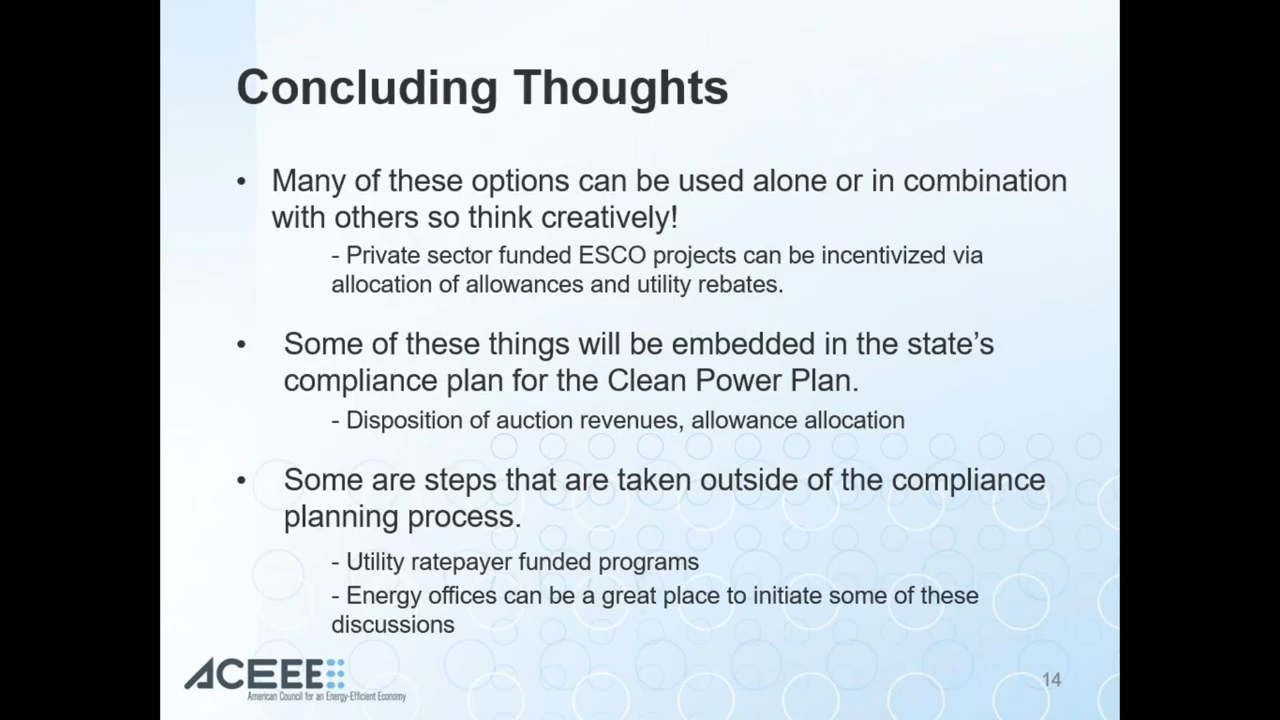 Concluding Thoughts
• Many of these options can be used alone or in combination
with others so think creatively!
- Private sector funded ESCO projects can be incentivized via
allocation of allowances and utility rebates.
• Some of these things will be embedded in the state’s
compliance plan for the Clean Power Plan.
- Disposition of auction revenues, allowance allocation
• Some are steps that are taken outside of the compliance
planning process.
- Utility ratepayer funded programs
- Energy offices can be a great place to initiate some of these
discussions
ACEEE
American Council for an Energy-Efficient Economy
14